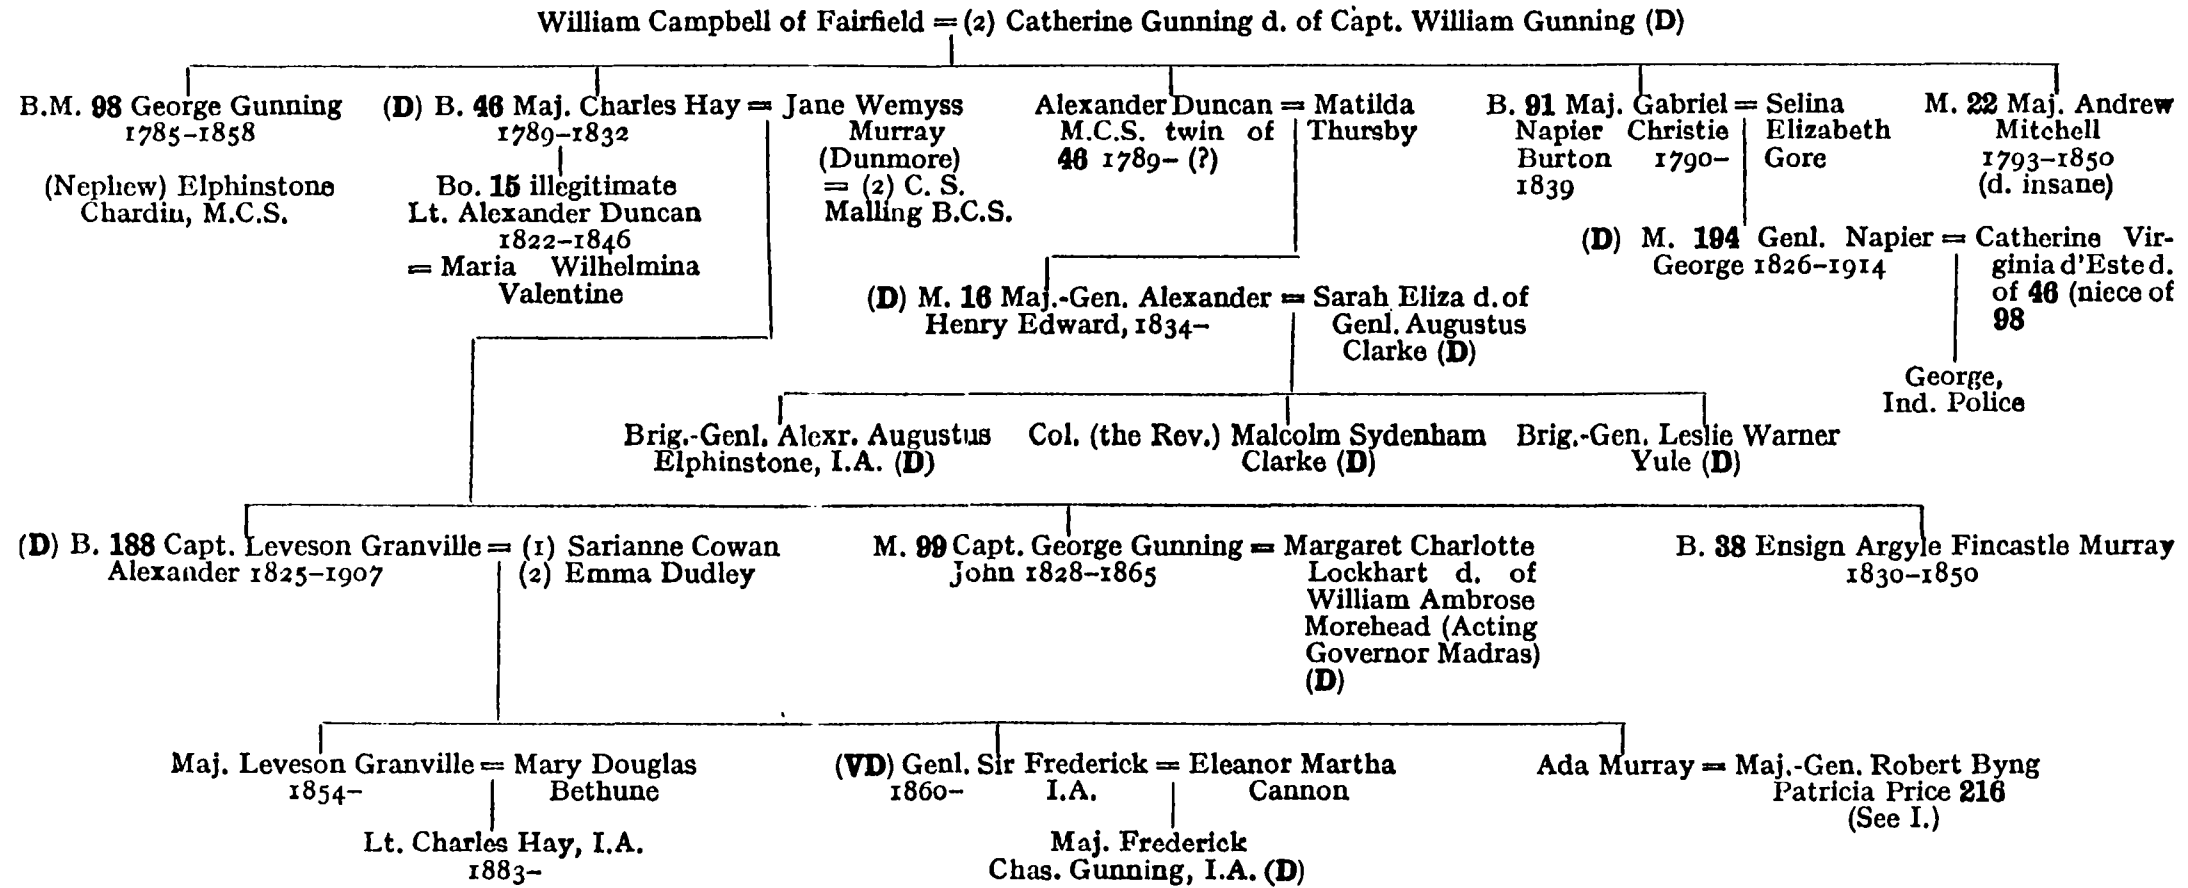 William Campbell of Fairfield = (2) Catherine Gunning d. of Capt. William Gunning (D)
B.M. 98 George Gunning
1785–1858
(Nephew) Elphinstone
Chardin, M.C.S.
(D) B. 46 Maj. Charles Hay =
1789–1832
Bo. 15 illegitimate
Lt. Alexander Duncan
1822–1846
= Maria Wilhelmina
Valentine
Jane Wemyss
Murray
(Dunmore)
= (2) C. S.
Malling B.C.S.
Alexander Duncan =
M.C.S. twin of
46 1789– (?)
Matilda
Thursby
B. 91 Maj. Gabriel =
Napier Christie
Burton 1790–
1839
Selina
Elizabeth
Gore
M. 22 Maj. Andrew
Mitchell
1793–1850
(d. insane)
(D) M. 194 Genl. Napier =
George 1826–1914
Catherine Vir-
ginia d'Este d.
of 46 (niece of
98
(D) M. 16 Maj.-Gen. Alexander =
Henry Edward, 1834–
Sarah Eliza d. of
Genl. Augustus
Clarke (D)
George,
Ind. Police
Brig.-Genl. Alexr. Augustus
Elphinstone, I.A. (D)
Col. (the Rev.) Malcolm Sydenham
Clarke (D)
Brig.-Gen. Leslie Warner
Yule (D)
(D) B. 188 Capt. Leveson Granville =
Alexander 1825–1907
(1) Sarianne Cowan
(2) Emma Dudley
M. 99 Capt. George Gunning =
John 1828–1865
Margaret Charlotte
Lockhart d. of
William Ambrose
Morehead (Acting
Governor Madras)
(D)
B. 38 Ensign Argyle Fincastle Murray
1830–1850
Maj. Leveson Granville =
1854–
Mary Douglas
Bethune
Lt. Charles Hay, I.A.
1883–
(VD) Genl. Sir Frederick =
1860– I.A.
Eleanor Martha
Cannon
Maj. Frederick
Chas. Gunning, I.A. (D)
Ada Murray =
Maj.-Gen. Robert Byng
Patricia Price 216
(See I.)